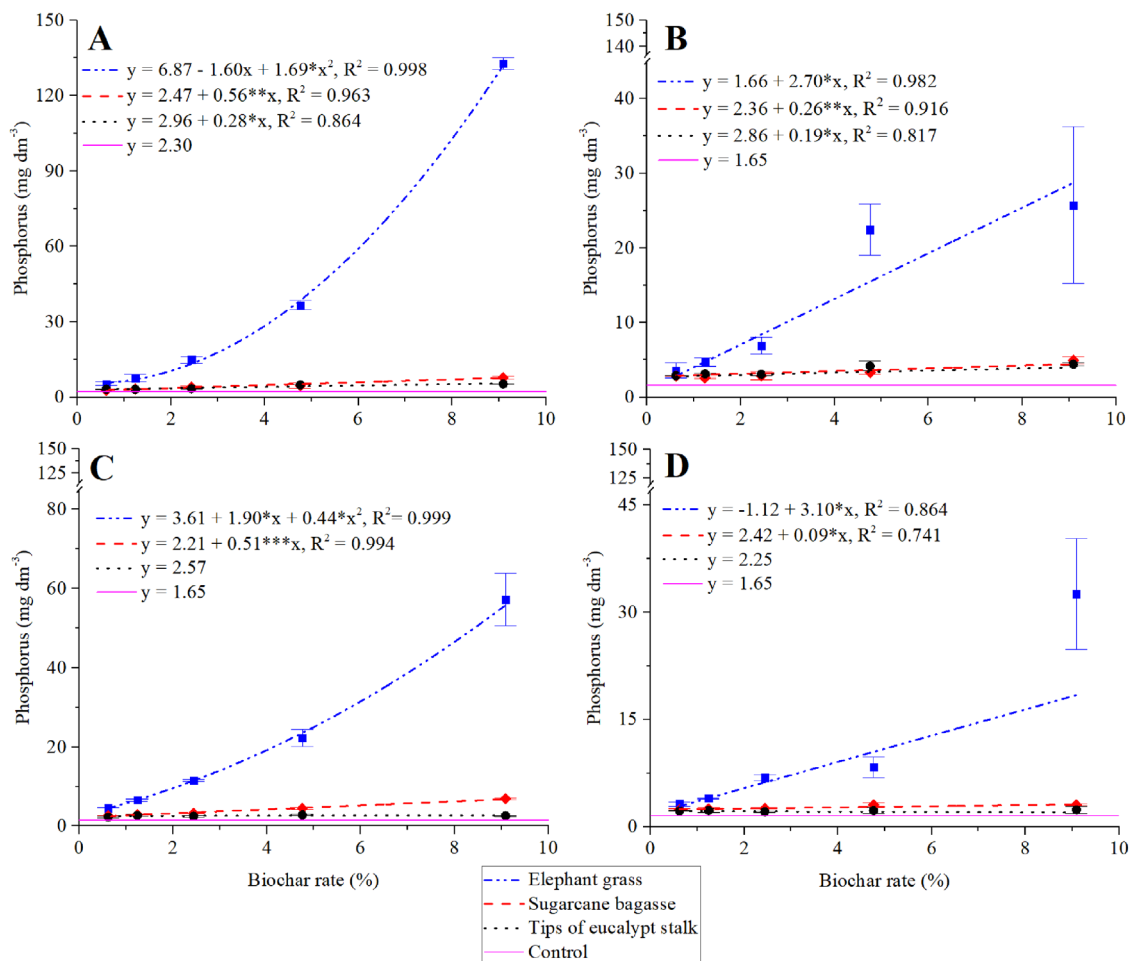 A
y = 6.87 - 1.60x + 1.69*x², R² = 0.998
y = 2.47 + 0.56**x, R² = 0.963
y = 2.96 + 0.28*x, R² = 0.864
y = 2.30
Phosphorus (mg dm⁻³)
150
120
90
60
30
0
0 2 4 6 8 10
B
y = 1.66 + 2.70*x, R² = 0.982
y = 2.36 + 0.26**x, R² = 0.916
y = 2.86 + 0.19*x, R² = 0.817
y = 1.65
Phosphorus (mg dm⁻³)
150
40
30
20
10
0
0 2 4 6 8 10
C
y = 3.61 + 1.90*x + 0.44*x², R²= 0.999
y = 2.21 + 0.51***x, R² = 0.994
y = 2.57
y = 1.65
Phosphorus (mg dm⁻³)
150
125
80
60
40
20
0
0 2 4 6 8 10
Biochar rate (%)
D
y = -1.12 + 3.10*x, R² = 0.864
y = 2.42 + 0.09*x, R² = 0.741
y = 2.25
y = 1.65
Phosphorus (mg dm⁻³)
150
125
45
30
15
0
0 2 4 6 8 10
Biochar rate (%)
Elephant grass
Sugarcane bagasse
Tips of eucalypt stalk
Control